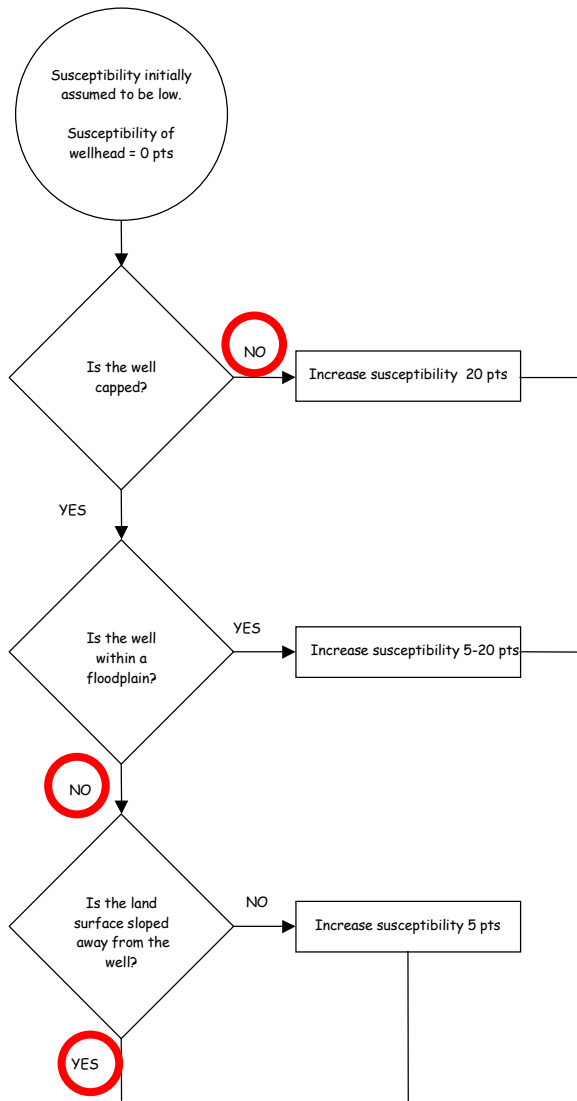 Susceptibility initially
assumed to be low.
Susceptibility of
wellhead = 0 pts
Is the well
capped?
NO
Increase susceptibility 20 pts
YES
Is the well
within a
floodplain?
YES
Increase susceptibility 5-20 pts
NO
Is the land
surface sloped
away from the
well?
NO
Increase susceptibility 5 pts
YES